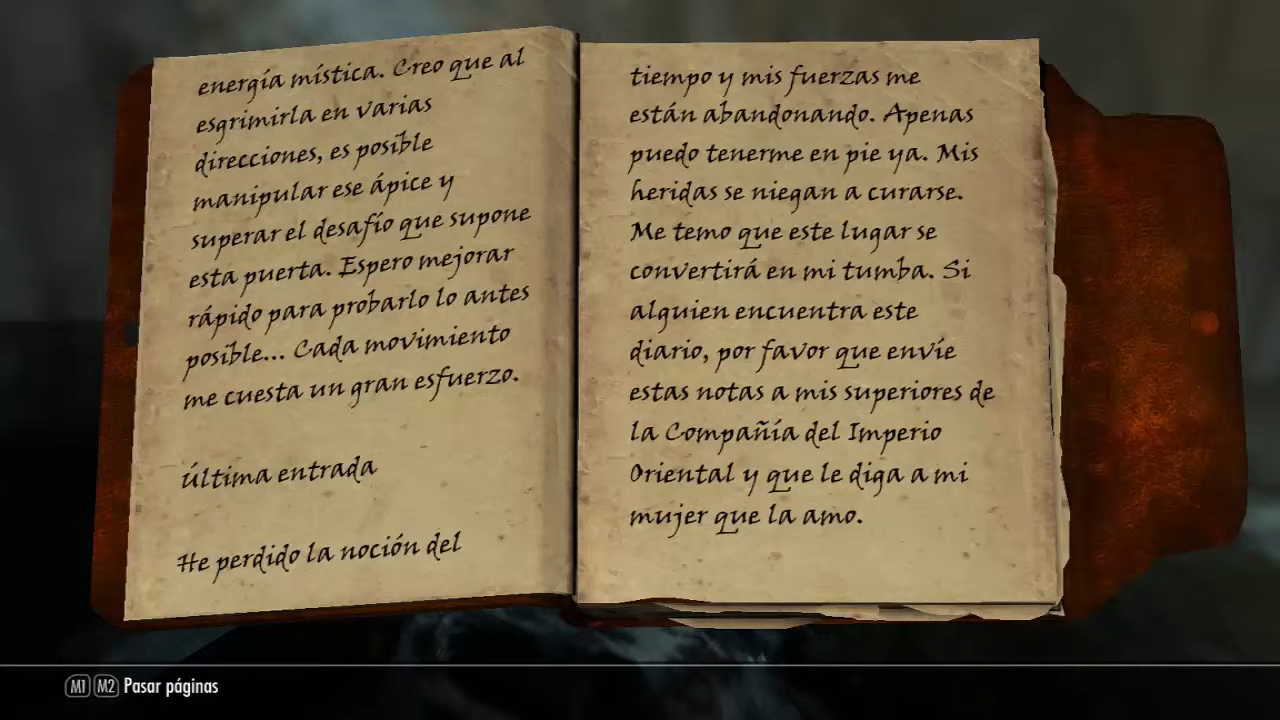 energía mística. Creo que al
esgrimirla en varias
direcciones, es posible
manipular ese ápice y
superar el desafío que supone
esta puerta. Espero mejorar
rápido para probarlo lo antes
posible... Cada movimiento
me cuesta un gran esfuerzo.
Última entrada
He perdido la noción del
tiempo y mis fuerzas me
están abandonando. Apenas
puedo tenerme en pie ya. Mis
heridas se niegan a curarse.
Me temo que este lugar se
convertirá en mi tumba. Si
alguien encuentra este
diario, por favor que envíe
estas notas a mis superiores de
la Compañía del Imperio
Oriental y que le diga a mi
mujer que la amo.
M1 M2 Pasar páginas